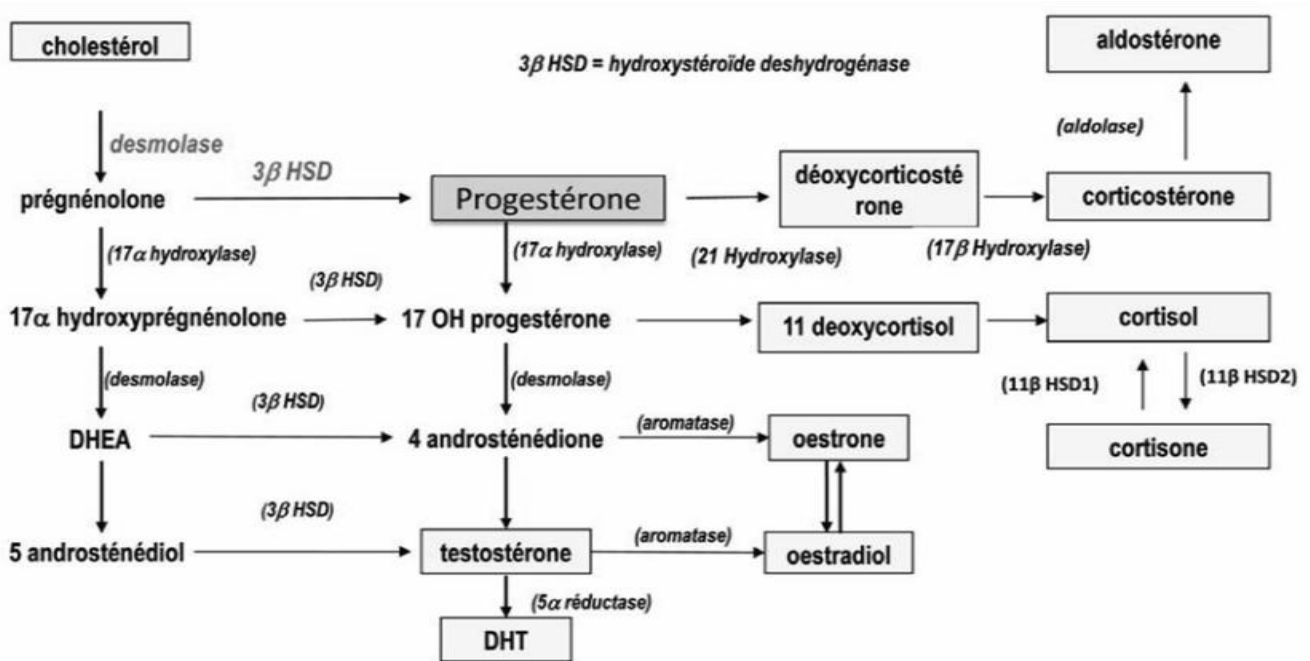 cholestérol
aldostérone
3β HSD = hydroxystéroïde deshydrogénase
(aldolase)
desmolase
3β HSD
prégnénolone
Progestérone
déoxycorticosté
rone
corticostérone
(17α hydroxylase)
(17α hydroxylase)
(21 Hydroxylase)
(17β Hydroxylase)
(3β HSD)
17α hydroxyprégnénolone
17 OH progestérone
11 deoxycortisol
cortisol
(desmolase)
(desmolase)
(11β HSD1)
(11β HSD2)
(3β HSD)
DHEA
4 androsténédione
(aromatase)
oestrone
cortisone
(3β HSD)
5 androsténédiol
testostérone
(aromatase)
oestradiol
(5α réductase)
DHT